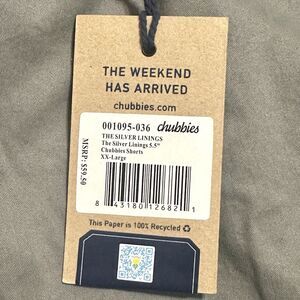 THE WEEKEND
HAS ARRIVED
chubbies.com
001095-036 chubbies
THE SILVER LININGS
The Silver Linings 5.5"
Chubbies Shorts
XX-Large
MSRP: $59.50
8 43180 12682 1
This Paper is 100% Recycled